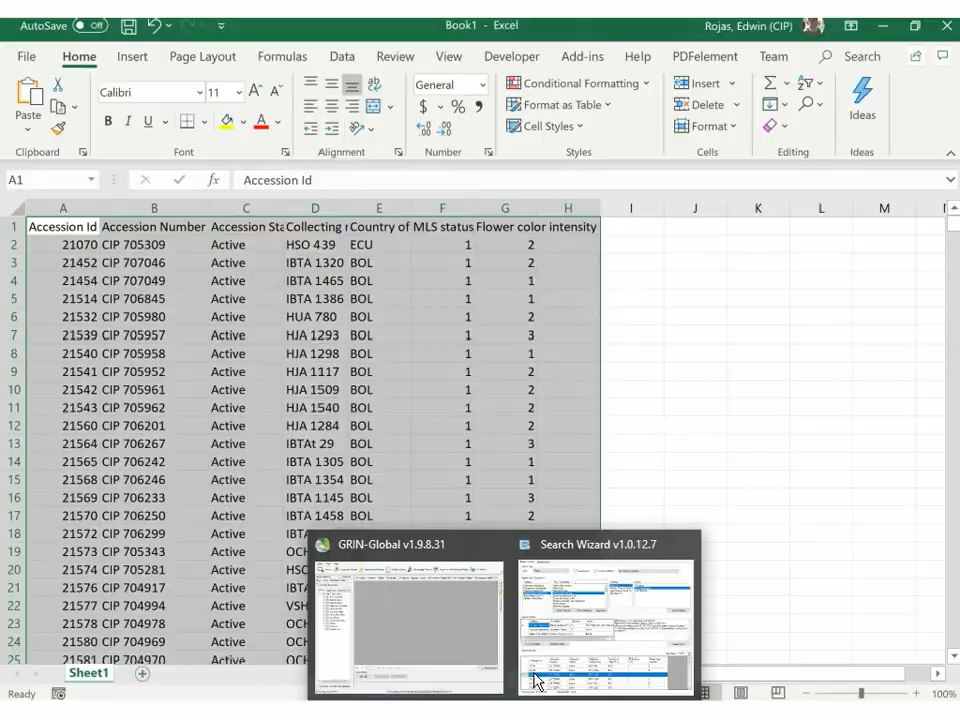 AutoSave Off Book1 - Excel Rojas, Edwin (CIP)
File Home Insert Page Layout Formulas Data Review View Developer Add-ins Help PDFelement Team Search
Paste Calibri 11 A A General Conditional Formatting Insert Ideas
B I U A $ % Format as Table Delete
Cell Styles Format
Clipboard Font Alignment Number Styles Cells Editing Ideas
A1 fx Accession Id
A B C D E F G H I J K L M
1 Accession Id Accession Number Accession Sta Collecting Country of MLS status Flower color intensity
2 21070 CIP 705309 Active HSO 439 ECU 1 2
3 21452 CIP 707046 Active IBTA 1320 BOL 1 2
4 21454 CIP 707049 Active IBTA 1465 BOL 1 1
5 21514 CIP 706845 Active IBTA 1386 BOL 1 1
6 21532 CIP 705980 Active HUA 780 BOL 1 2
7 21539 CIP 705957 Active HJA 1293 BOL 1 3
8 21540 CIP 705958 Active HJA 1298 BOL 1 1
9 21541 CIP 705952 Active HJA 1117 BOL 1 2
10 21542 CIP 705961 Active HJA 1509 BOL 1 2
11 21543 CIP 705962 Active HJA 1540 BOL 1 2
12 21560 CIP 706201 Active HJA 1284 BOL 1 2
13 21564 CIP 706267 Active IBTAt 29 BOL 1 3
14 21565 CIP 706242 Active IBTA 1305 BOL 1 1
15 21568 CIP 706246 Active IBTA 1354 BOL 1 1
16 21569 CIP 706233 Active IBTA 1145 BOL 1 3
17 21570 CIP 706250 Active IBTA 1458 BOL 1 2
18 21572 CIP 706299 Active IBTA
19 21573 CIP 705343 Active OCH
20 21574 CIP 705281 Active HSO
21 21576 CIP 704917 Active IBTA
22 21577 CIP 704994 Active VSH
23 21578 CIP 704978 Active OCH
24 21580 CIP 704969 Active OCH
25 21581 CIP 704970 Active OCH
GRIN-Global v1.9.8.31 Search Wizard v1.0.12.7
Sheet1
Ready 100%